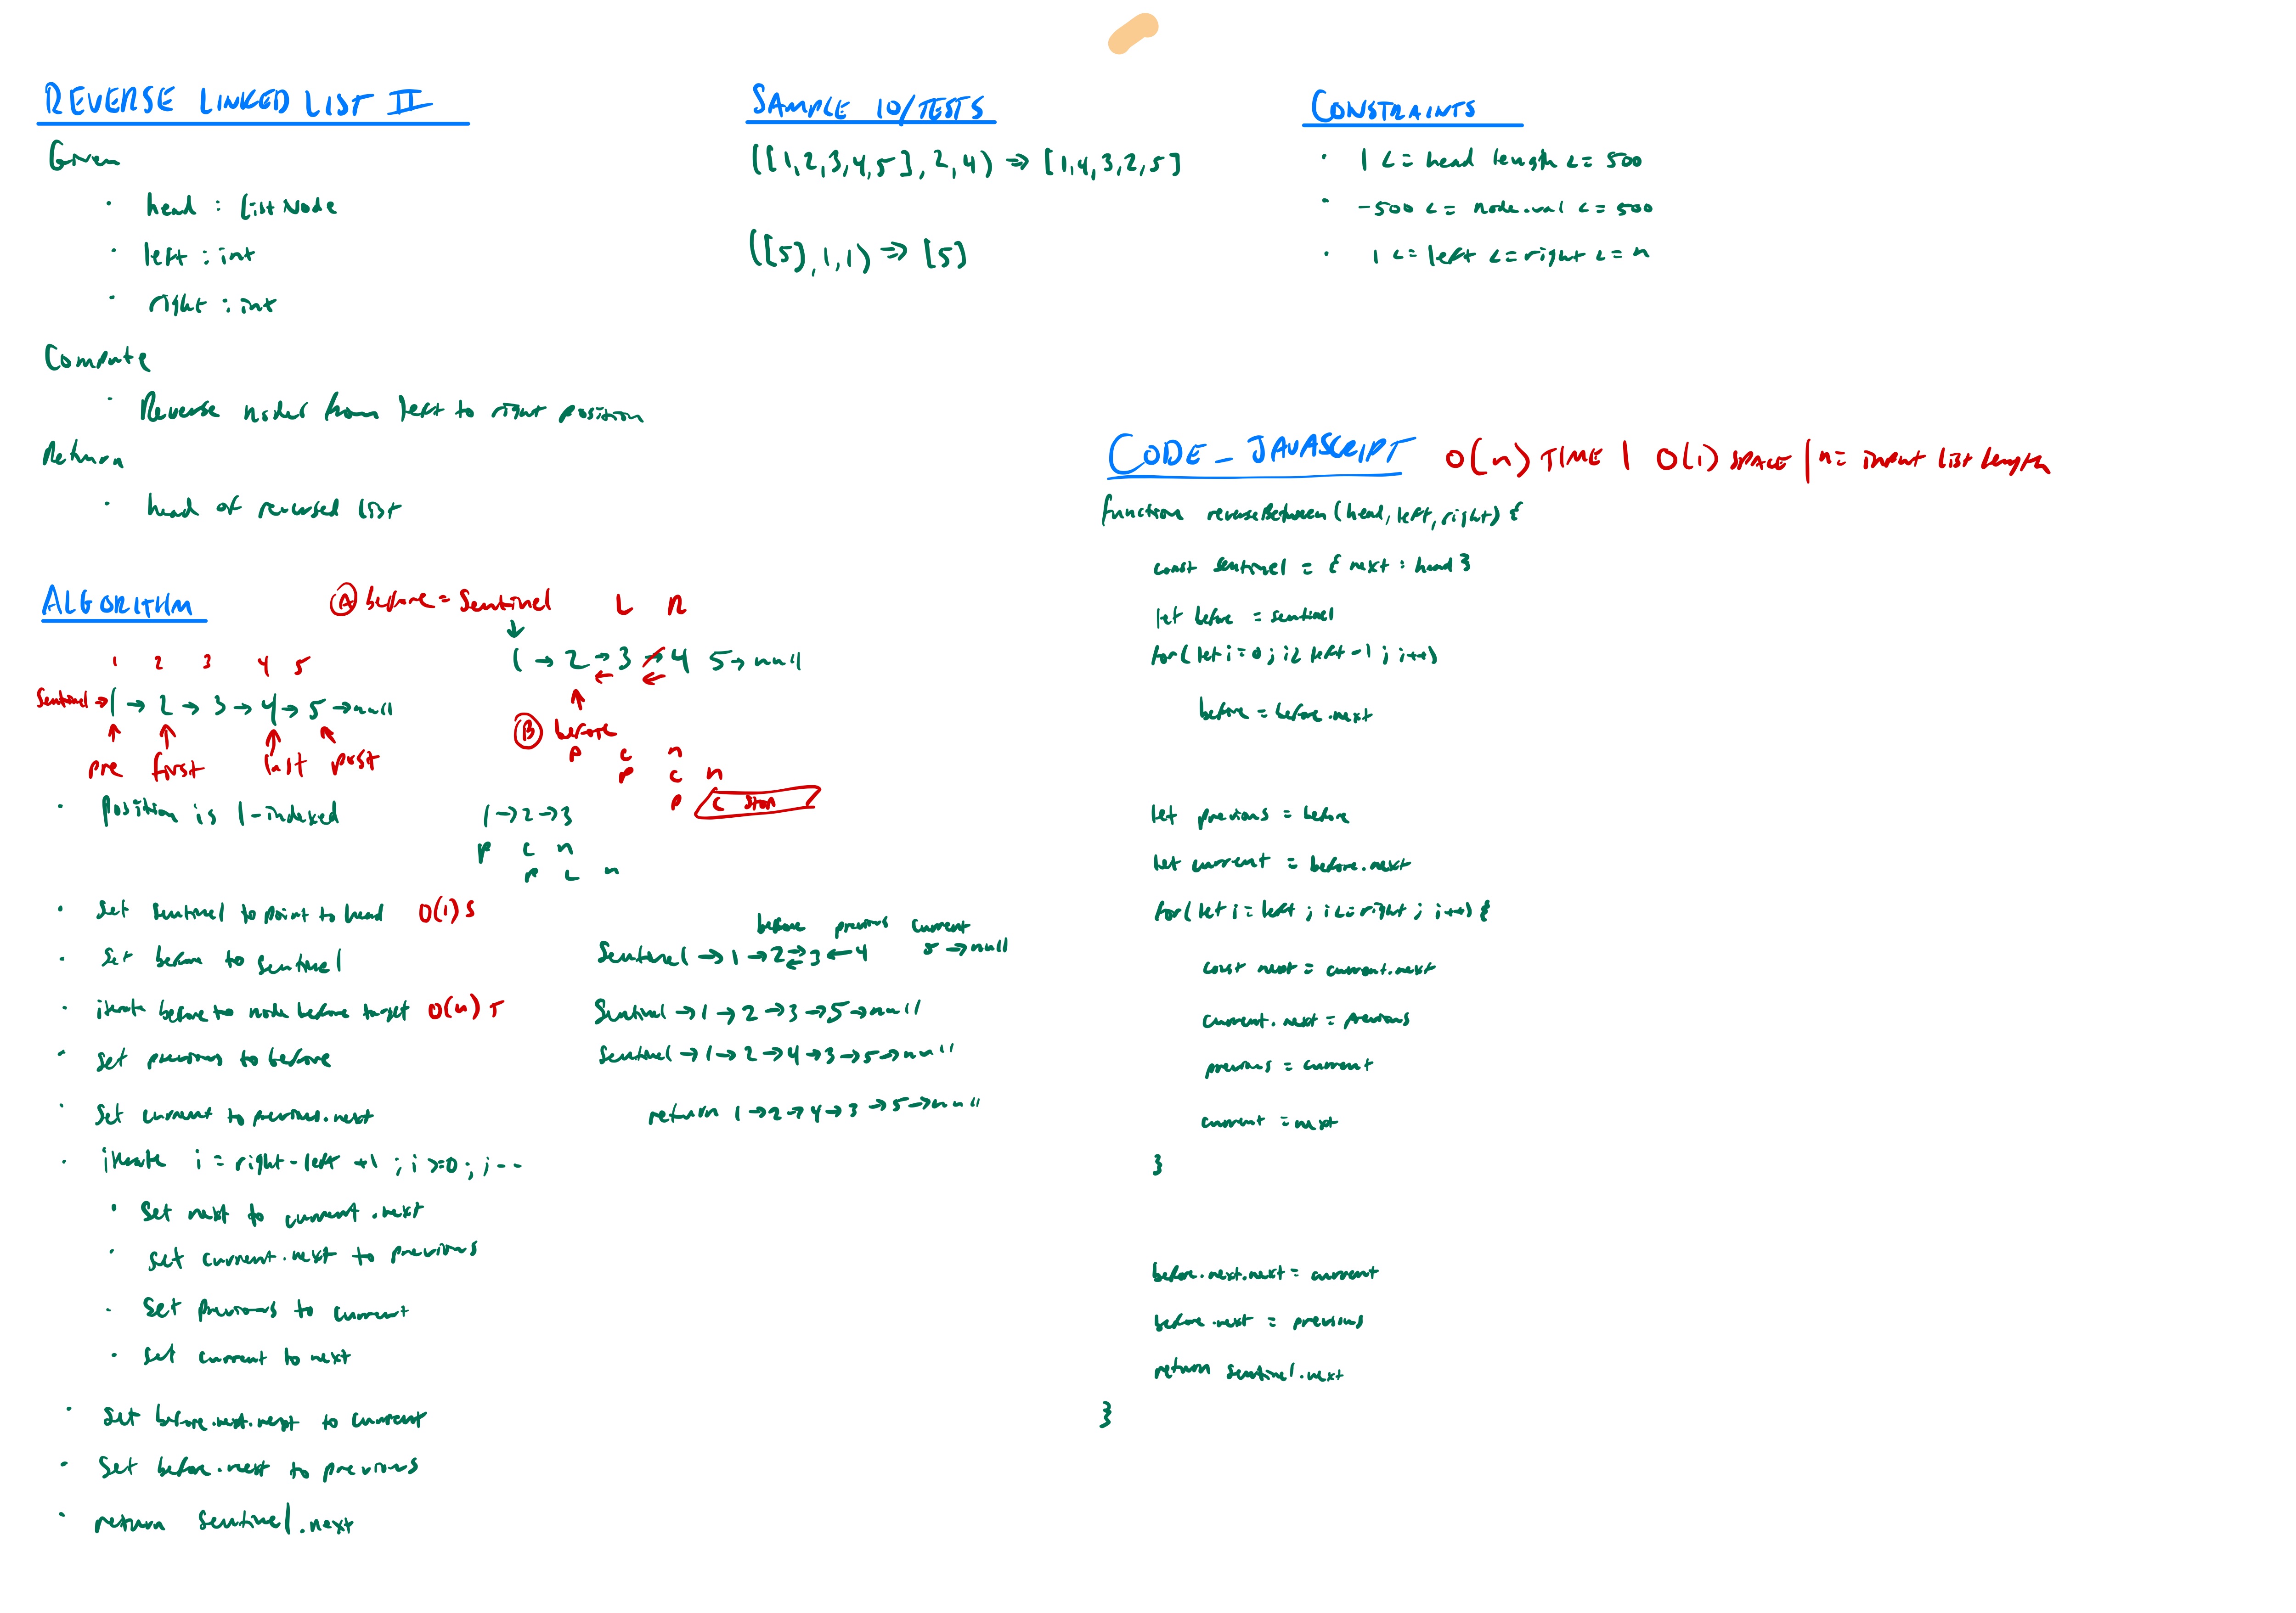 REVERSE LINKED LIST II
Given
· head : ListNode
· left : int
· right : int
Compute
· Reverse nodes from left to right position
Return
· head of reversed list
SAMPLE IO/TESTS
([1,2,3,4,5], 2,4) => [1,4,3,2,5]
([5],1,1) => [5]
CONSTRAINTS
· 1 <= head length <= 500
· -500 <= node.val <= 500
· 1 <= left <= right <= n
ALGORITHM
1 2 3 4 5
Sentinel → 1 → 2 → 3 → 4 → 5 → null
pre first last post
Ⓐ before = Sentinel L R
↓
1 → 2 → 3 → 4 5 → null
Ⓑ before
p c n
p c n
p c stop
· Position is 1-indexed
1 → 2 → 3
p c n
p c n
· Set sentinel to point to head O(1) S
· Set before to sentinel
· iterate before to node before target O(n) T
· set previous to before
· Set current to previous.next
· iterate i = right - left +1 ; i >=0 ; i--
· Set next to current.next
· set current.next to previous
· Set previous to current
· Set current to next
· Set before.next.next to current
· Set before.next to previous
· return sentinel.next
before previous current
Sentinel → 1 → 2 → 3 ← 4 5 → null
Sentinel → 1 → 2 → 3 → 5 → null
Sentinel → 1 → 2 → 4 → 3 → 5 → null
return 1 → 2 → 4 → 3 → 5 → null
CODE - JAVASCRIPT O(n) TIME | O(1) SPACE | n = input list length
function reverseBetween(head, left, right) {
const sentinel = { next : head }
let before = sentinel
for( let i=0 ; i< left -1 ; i++)
before = before.next
let previous = before
let current = before.next
for( let i = left ; i<=right ; i++) {
const next = current.next
current.next = previous
previous = current
current = next
}
before.next.next = current
before.next = previous
return sentinel.next
}